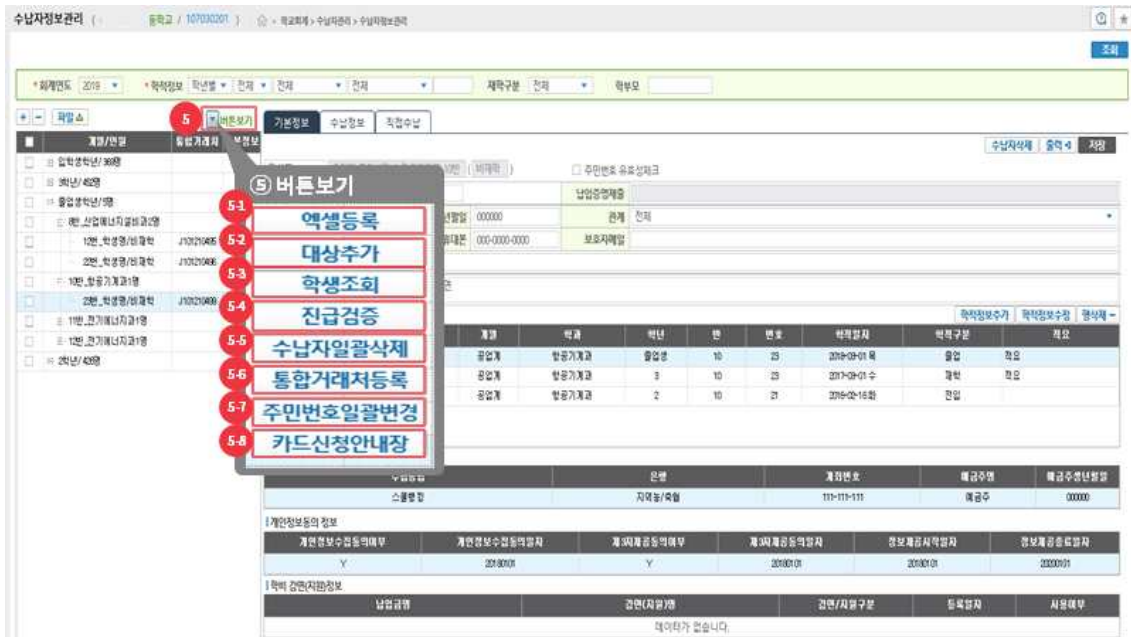 수납자정보관리 ( 등학교 / 107030201 ) > 학교회계 > 수납자관리 > 수납자정보관리
조회
*회계연도 2019 *학적정보 학년별 전체 전체 전체 재학구분 전체 학부모
+ - 파일 5 버튼보기 기본정보 수납정보 직접수납
계열/인원 통합거래처 수납자삭제 출력 저장
입학생학년/368명 ( 비재학 ) 주민번호 유효성체크
3학년/452명 ⑤ 버튼보기 납입증명제출
졸업생학년/5명 5-1 엑셀등록 000000 관계 전체
8반_산업에너지설비과2명 5-2 대상추가 000-0000-0000 보호자메일
12번_학생명/비재학 J101210495
22번_학생명/비재학 J101210496 5-3 학생조회
10반_항공기계과1명 5-4 진급검증
23번_학생명/비재학 J101210498 학적정보추가 학적정보수정 행삭제 -
11반_전기에너지과1명 5-5 수납자일괄삭제 계열 학과 학년 반 번호 학적일자 학적구분 적요
12반_전기에너지과1명 5-6 통합거래처등록 공업계 항공기계과 졸업생 10 23 2018-03-01 목 졸업 적요
2학년/428명 공업계 항공기계과 3 10 23 2017-03-01 수 재학 적요
5-7 주민번호일괄변경 공업계 항공기계과 2 10 21 2016-02-16 화 전입
5-8 카드신청안내장
은행 계좌번호 예금주명 예금주생년월일
스쿨뱅킹 지역농/축협 111-111-111 예금주 000000
개인정보동의 정보
개인정보수집동의여부 개인정보수집동의일자 제3자제공동의여부 제3자제공동의일자 정보제공시작일자 정보제공종료일자
Y 20180101 Y 20180101 20180101 20200101
학비 감면(지원)정보
납입금명 감면(지원)명 감면/지원구분 등록일자 사용여부
데이터가 없습니다.